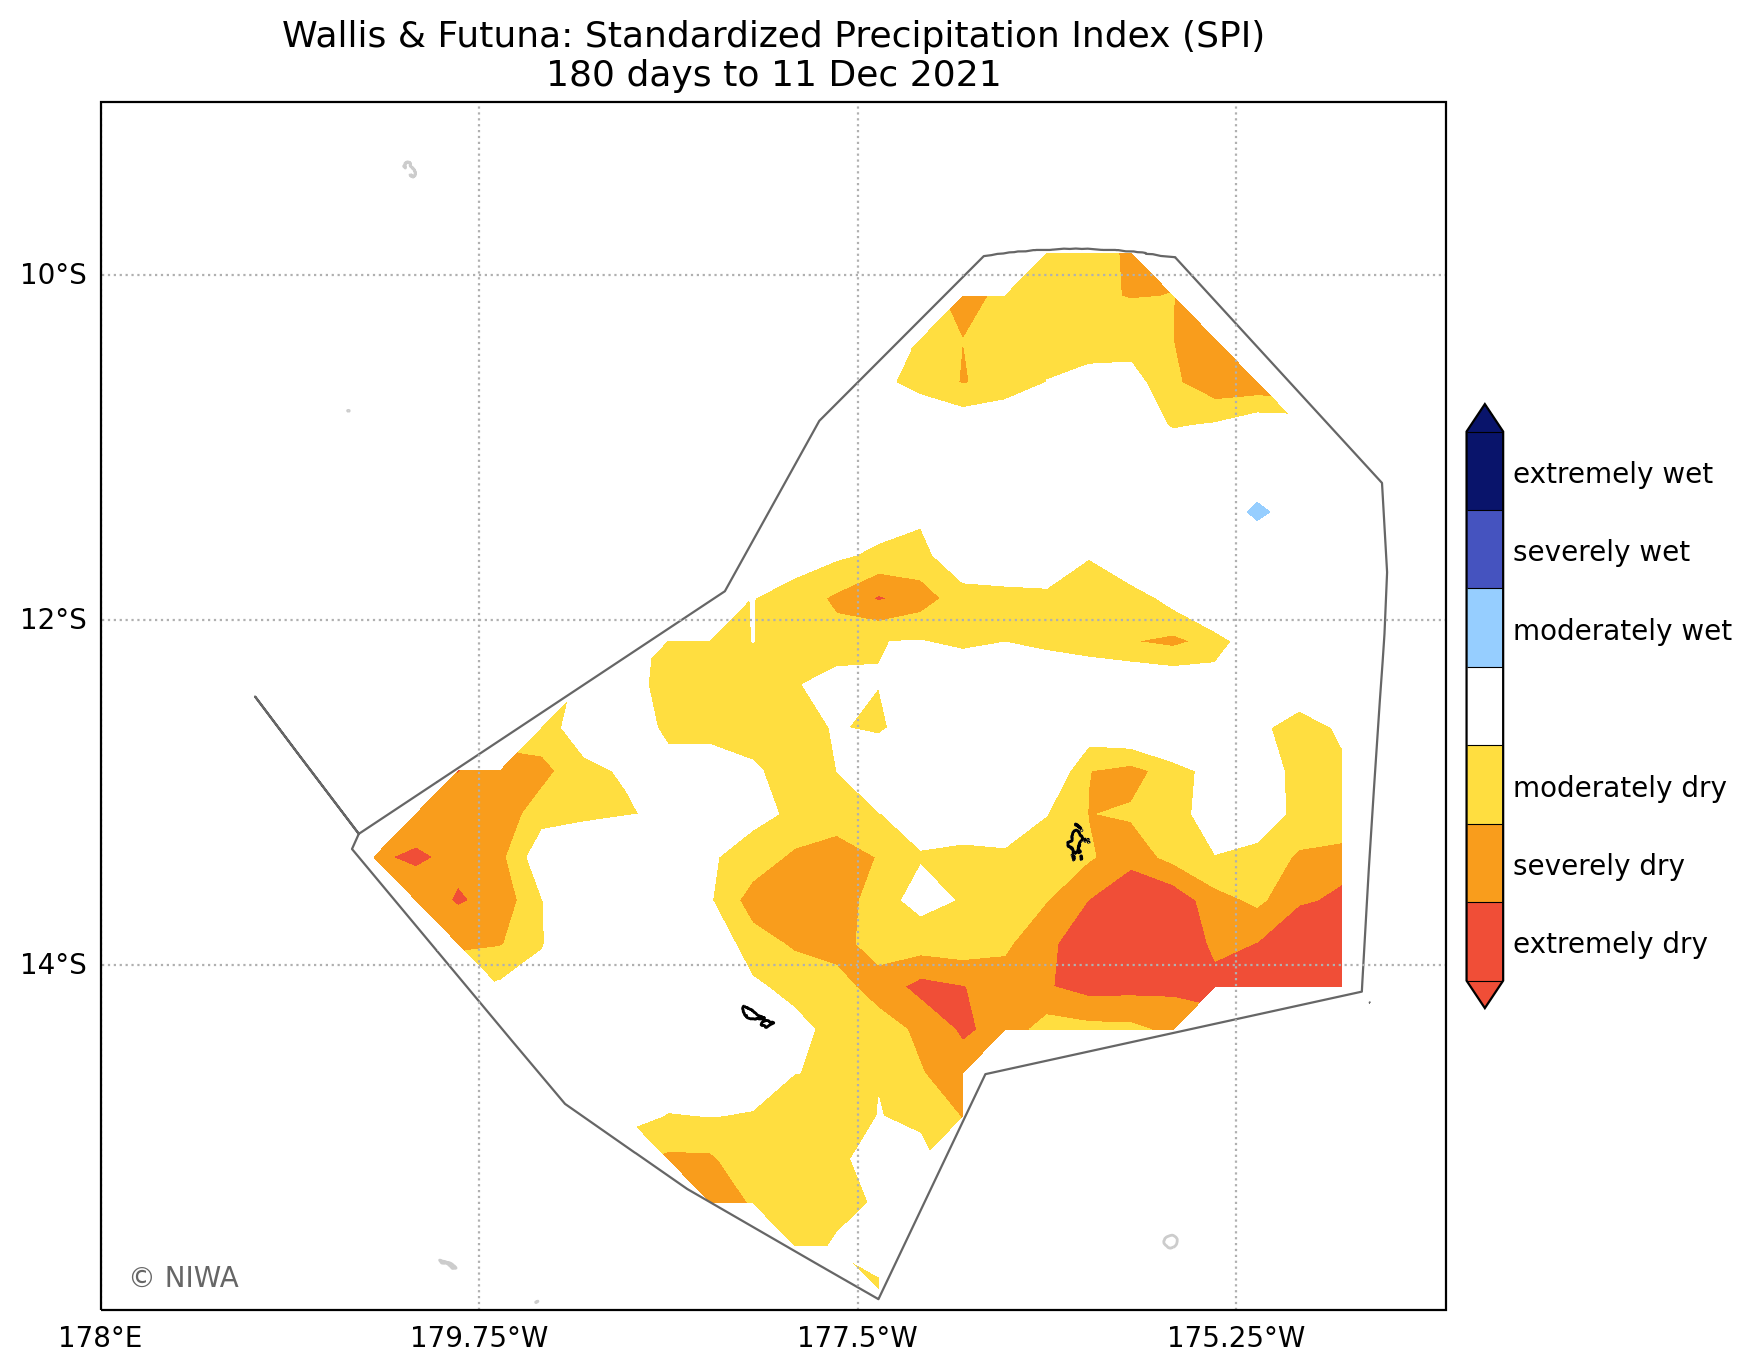 Wallis & Futuna: Standardized Precipitation Index (SPI)
180 days to 11 Dec 2021
10°S
12°S
14°S
178°E
179.75°W
177.5°W
175.25°W
extremely wet
severely wet
moderately wet
moderately dry
severely dry
extremely dry
© NIWA